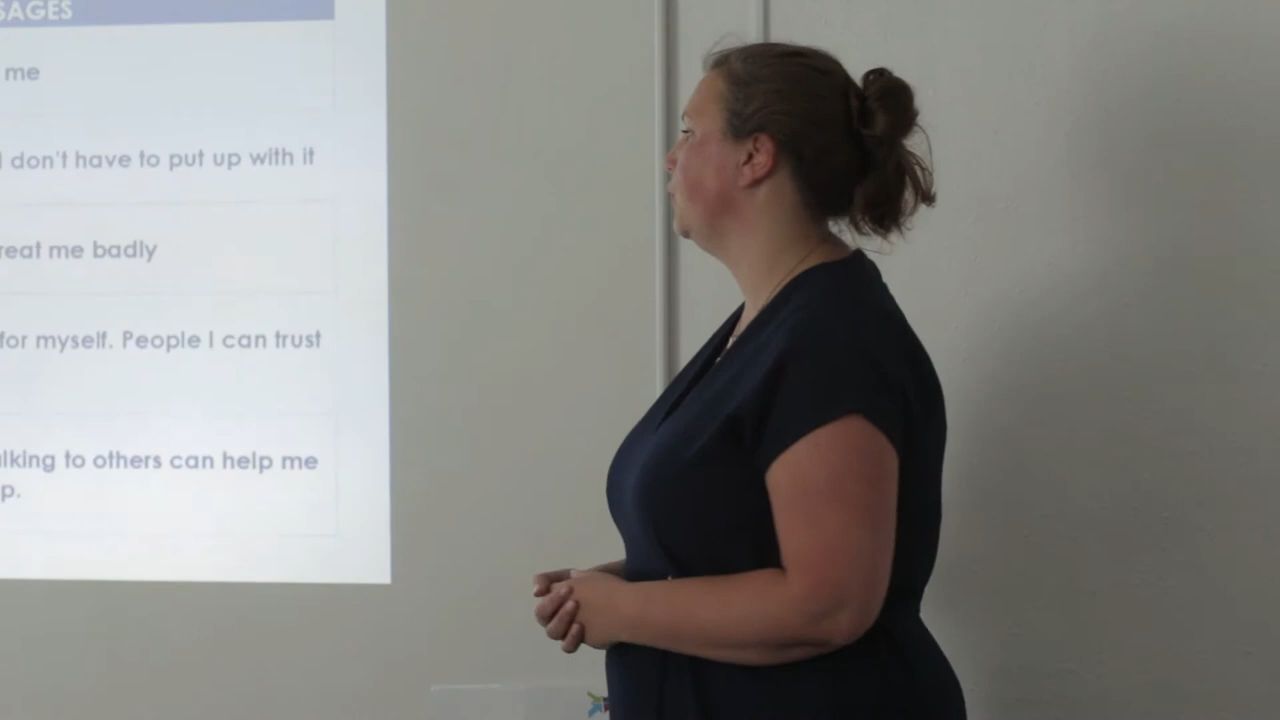 SAGES
me
I don't have to put up with it
reat me badly
for myself. People I can trust
lking to others can help me
p.